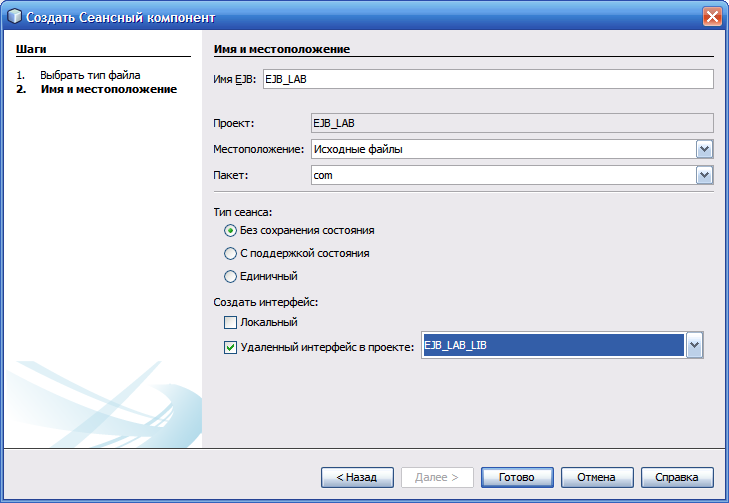 Создать Сеансный компонент
Шаги
1. Выбрать тип файла
2. Имя и местоположение
Имя и местоположение
Имя EJB: EJB_LAB
Проект: EJB_LAB
Местоположение: Исходные файлы
Пакет: com
Тип сеанса:
Без сохранения состояния
С поддержкой состояния
Единичный
Создать интерфейс:
Локальный
Удаленный интерфейс в проекте: EJB_LAB_LIB
< Назад Далее > Готово Отмена Справка